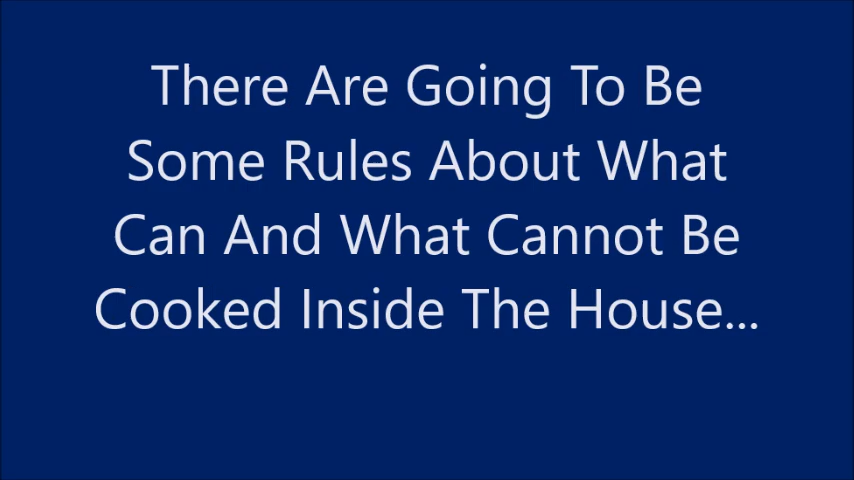 There Are Going To Be
Some Rules About What
Can And What Cannot Be
Cooked Inside The House...